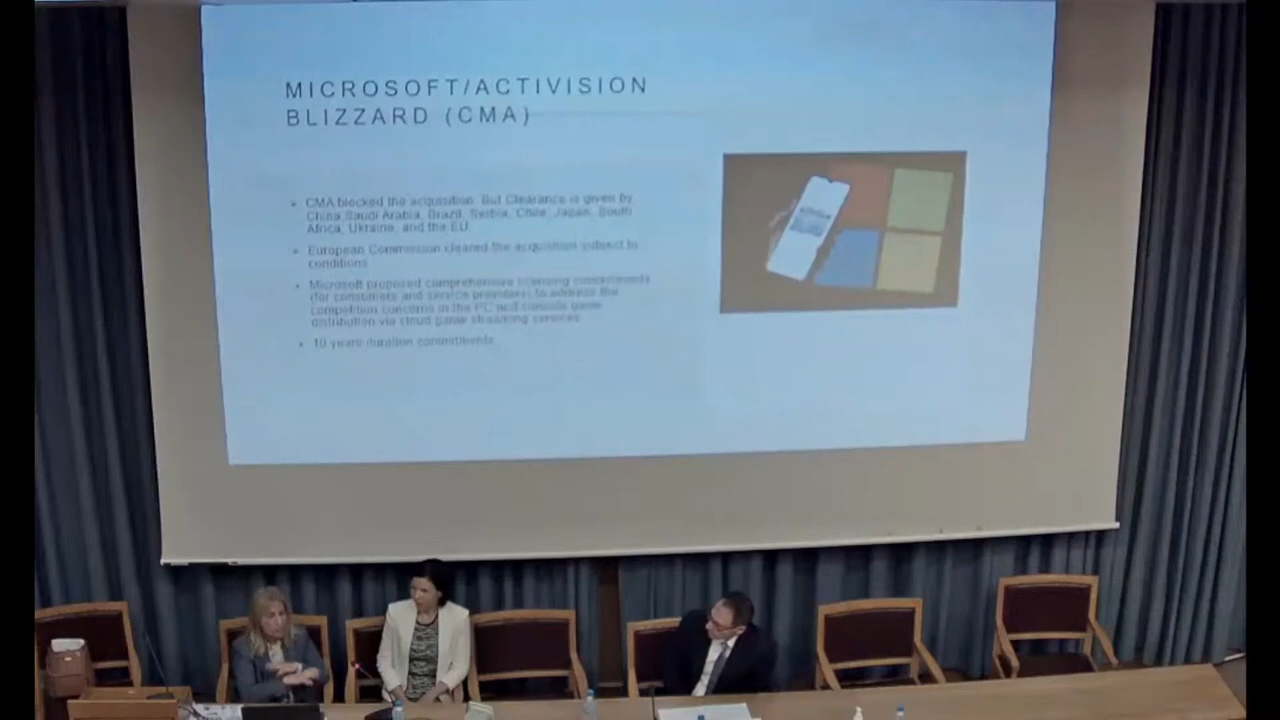 MICROSOFT/ACTIVISION
BLIZZARD (CMA)
CMA blocked the acquisition. But Clearance is given by
China, Saudi Arabia, Brazil, Serbia, Chile, Japan, South
Africa, Ukraine, and the EU.
European Commission cleared the acquisition subject to
conditions
Microsoft proposed comprehensive licensing commitments
(for consumers and service providers) to address the
competition concerns in the PC and console game
distribution via cloud game streaming services
10 years duration commitments